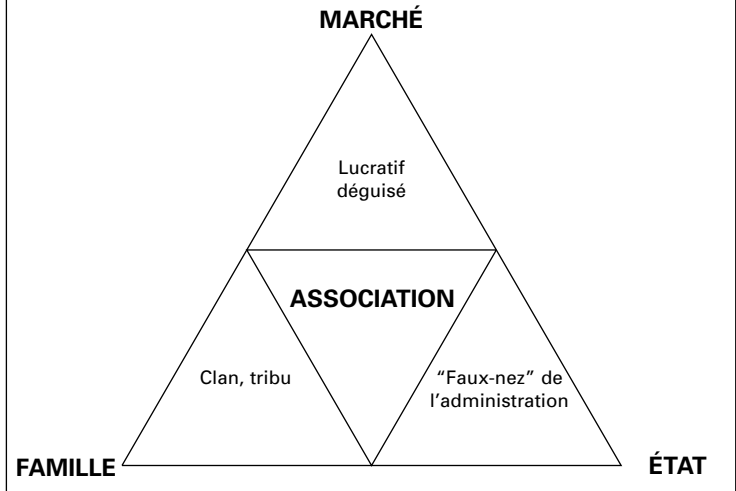 MARCHÉ
Lucratif
déguisé
ASSOCIATION
Clan, tribu
“Faux-nez” de
l’administration
FAMILLE
ÉTAT